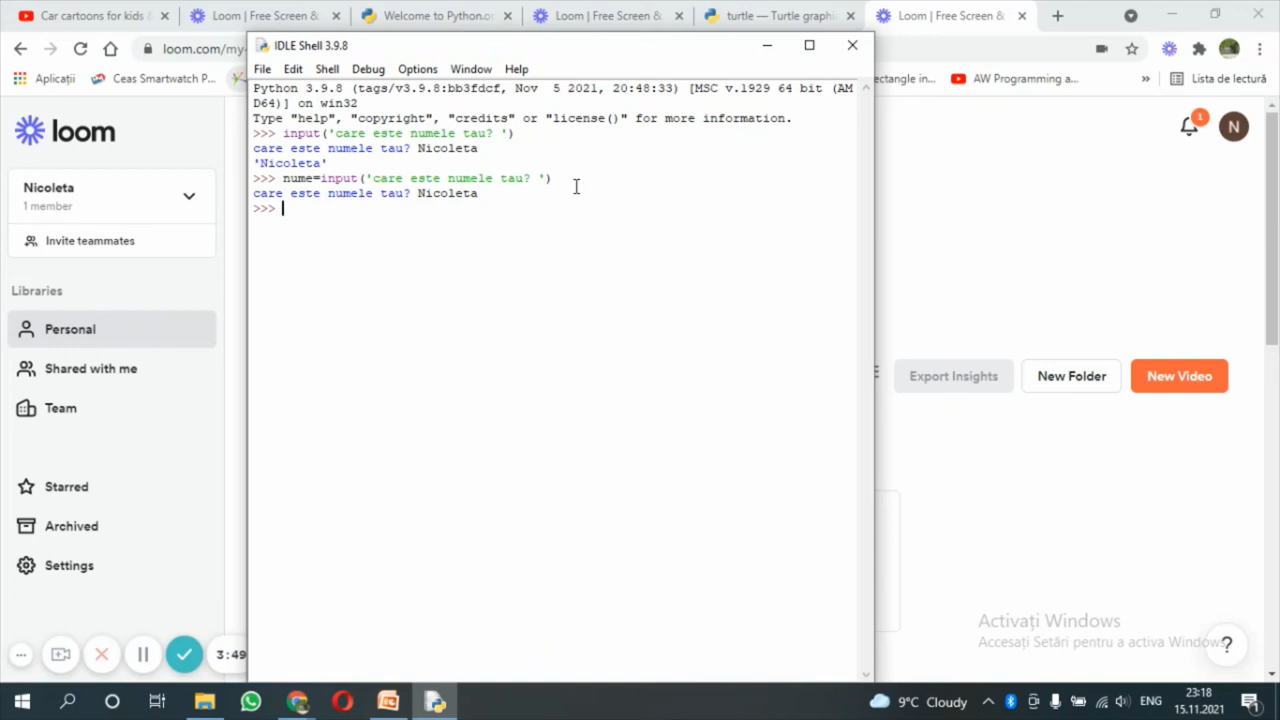 Car cartoons for kids &
Loom | Free Screen &
Welcome to Python.or
Loom | Free Screen &
turtle — Turtle graphi
Loom | Free Screen &
loom.com/my
Aplicații
Ceas Smartwatch P...
ectangle in...
AW Programming a...
»
Listă de lectură
IDLE Shell 3.9.8
File Edit Shell Debug Options Window Help
Python 3.9.8 (tags/v3.9.8:bb3fdcf, Nov  5 2021, 20:48:33) [MSC v.1929 64 bit (AM
D64)] on win32
Type "help", "copyright", "credits" or "license()" for more information.
>>> input('care este numele tau? ')
care este numele tau? Nicoleta
'Nicoleta'
>>> nume=input('care este numele tau? ')
care este numele tau? Nicoleta
>>>
loom
Nicoleta
1 member
Invite teammates
Libraries
Personal
Shared with me
Team
Starred
Archived
Settings
1
N
Export Insights
New Folder
New Video
Activați Windows
Accesați Setări pentru a activa Windows.
?
3:49
9°C Cloudy
ENG
23:18
15.11.2021
1